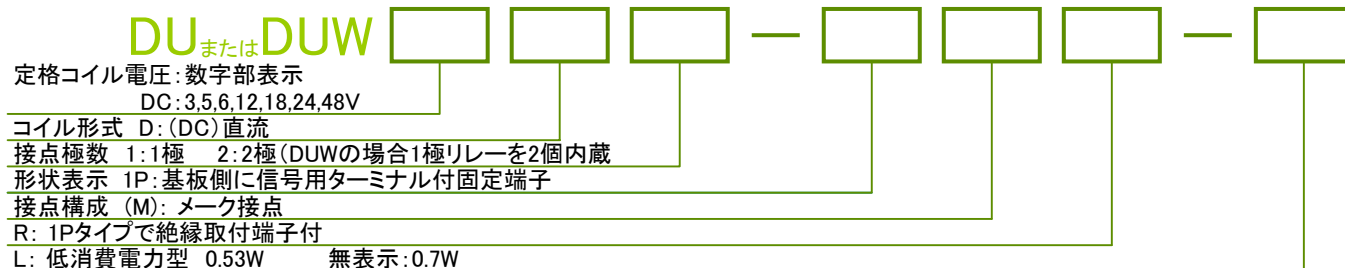 DUまたはDUW — —
定格コイル電圧：数字部表示
DC：3,5,6,12,18,24,48V
コイル形式 D：（DC）直流
接点極数 1：1極 2：2極（DUWの場合1極リレーを2個内蔵
形状表示 1P：基板側に信号用ターミナル付固定端子
接点構成 （M）： メーク接点
R： 1Pタイプで絶縁取付端子付
L： 低消費電力型 0.53W 無表示：0.7W